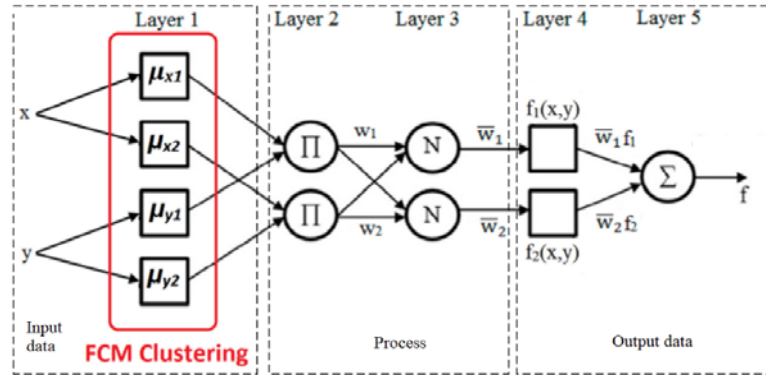 Layer 1
Layer 2
Layer 3
Layer 4
Layer 5
μx1
μx2
μy1
μy2
x
y
Π
Π
w₁
w₂
N
N
w̅₁
w̅₂
f₁(x,y)
f₂(x,y)
w̅₁f₁
w̅₂f₂
Σ
f
Input
data
FCM Clustering
Process
Output data